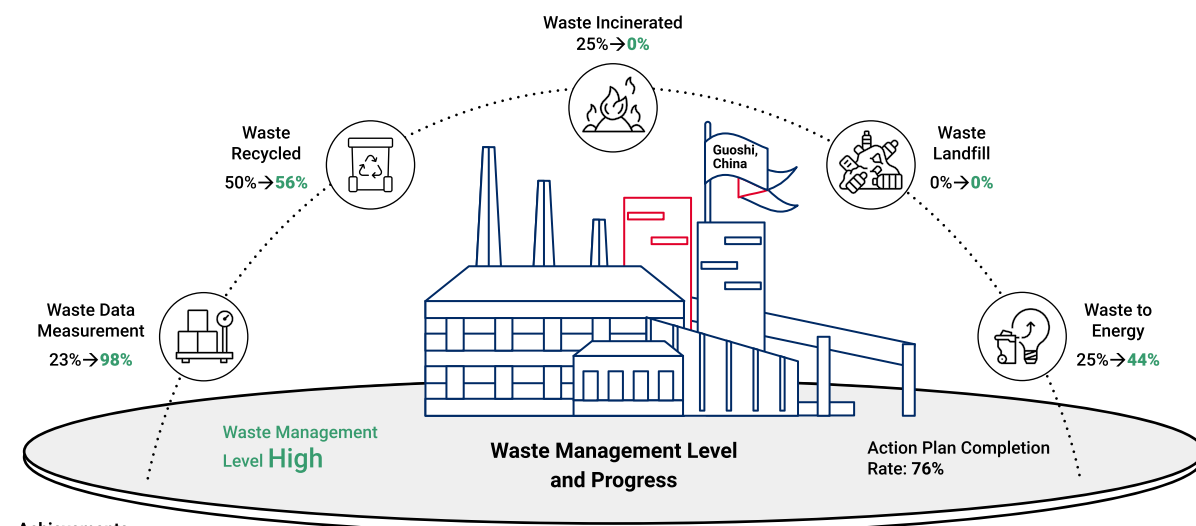 Waste Incinerated
25%→0%
Waste
Recycled
50%→56%
Guoshi,
China
Waste
Landfill
0%→0%
Waste Data
Measurement
23%→98%
Waste to
Energy
25%→44%
Waste Management
Level High
Waste Management Level
and Progress
Action Plan Completion
Rate: 76%
Achievements